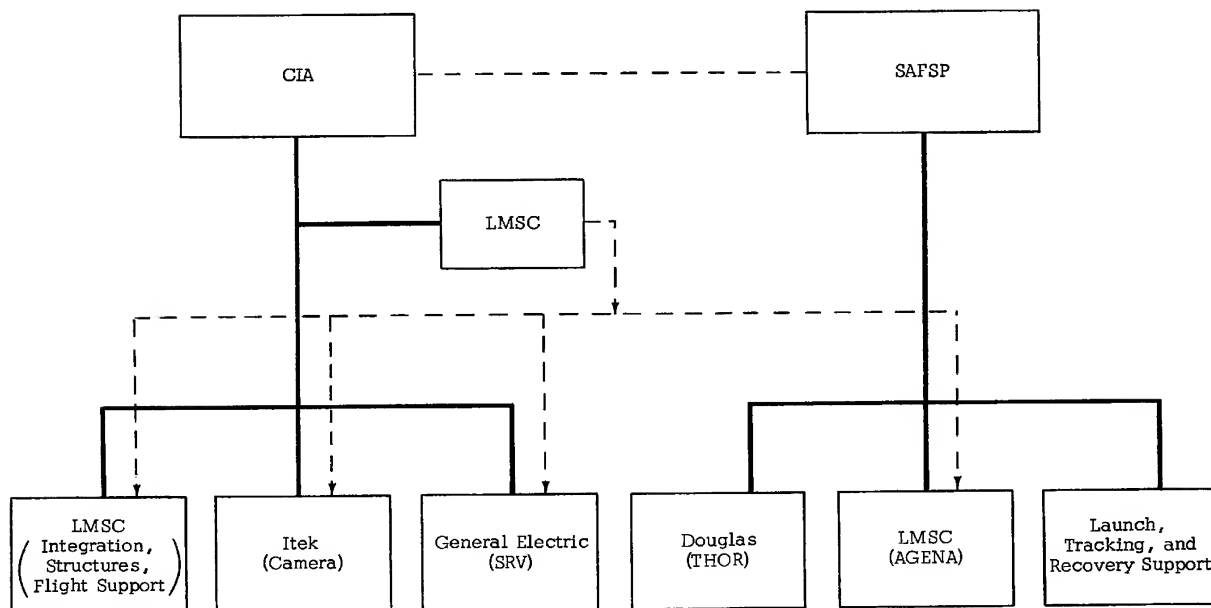 CIA
SAFSP
LMSC
LMSC
( Integration,
Structures,
Flight Support )
Itek
(Camera)
General Electric
(SRV)
Douglas
(THOR)
LMSC
(AGENA)
Launch,
Tracking, and
Recovery Support